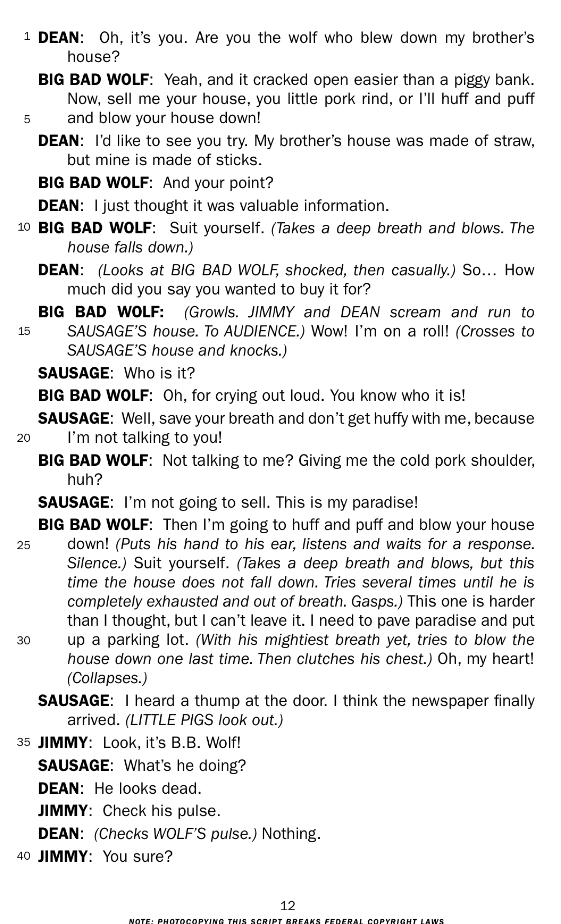 1 DEAN: Oh, it's you. Are you the wolf who blew down my brother's
house?
BIG BAD WOLF: Yeah, and it cracked open easier than a piggy bank.
Now, sell me your house, you little pork rind, or I'll huff and puff
5 and blow your house down!
DEAN: I'd like to see you try. My brother's house was made of straw,
but mine is made of sticks.
BIG BAD WOLF: And your point?
DEAN: I just thought it was valuable information.
10 BIG BAD WOLF: Suit yourself. (Takes a deep breath and blows. The
house falls down.)
DEAN: (Looks at BIG BAD WOLF, shocked, then casually.) So… How
much did you say you wanted to buy it for?
BIG BAD WOLF: (Growls. JIMMY and DEAN scream and run to
15 SAUSAGE'S house. To AUDIENCE.) Wow! I'm on a roll! (Crosses to
SAUSAGE'S house and knocks.)
SAUSAGE: Who is it?
BIG BAD WOLF: Oh, for crying out loud. You know who it is!
SAUSAGE: Well, save your breath and don't get huffy with me, because
20 I'm not talking to you!
BIG BAD WOLF: Not talking to me? Giving me the cold pork shoulder,
huh?
SAUSAGE: I'm not going to sell. This is my paradise!
BIG BAD WOLF: Then I'm going to huff and puff and blow your house
25 down! (Puts his hand to his ear, listens and waits for a response.
Silence.) Suit yourself. (Takes a deep breath and blows, but this
time the house does not fall down. Tries several times until he is
completely exhausted and out of breath. Gasps.) This one is harder
than I thought, but I can't leave it. I need to pave paradise and put
30 up a parking lot. (With his mightiest breath yet, tries to blow the
house down one last time. Then clutches his chest.) Oh, my heart!
(Collapses.)
SAUSAGE: I heard a thump at the door. I think the newspaper finally
arrived. (LITTLE PIGS look out.)
35 JIMMY: Look, it's B.B. Wolf!
SAUSAGE: What's he doing?
DEAN: He looks dead.
JIMMY: Check his pulse.
DEAN: (Checks WOLF'S pulse.) Nothing.
40 JIMMY: You sure?
12
NOTE: PHOTOCOPYING THIS SCRIPT BREAKS FEDERAL COPYRIGHT LAWS